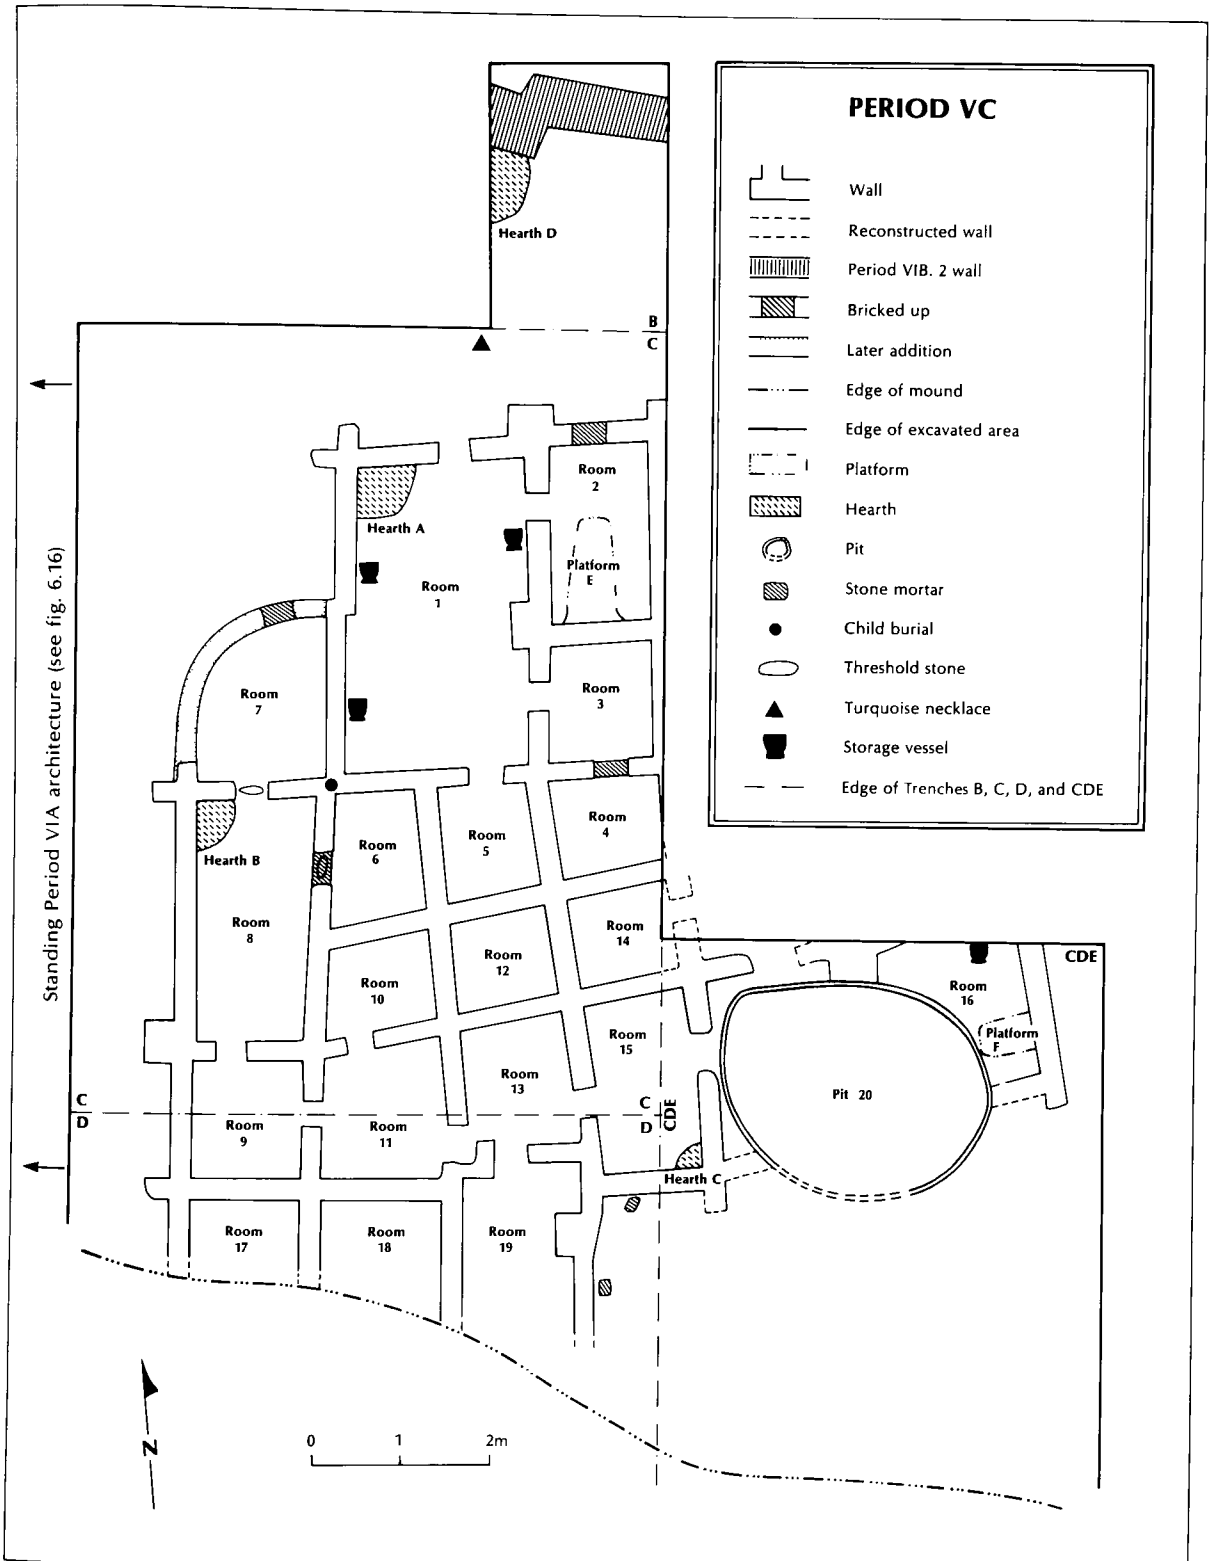 PERIOD VC
Wall
Reconstructed wall
Period VIB. 2 wall
Bricked up
Later addition
Edge of mound
Edge of excavated area
Platform
Hearth
Pit
Stone mortar
Child burial
Threshold stone
Turquoise necklace
Storage vessel
Edge of Trenches B, C, D, and CDE
Hearth D
B
C
Standing Period VIA architecture (see fig. 6.16)
Room
2
Hearth A
Platform
E
Room
1
Room
7
Room
3
Room
4
Room
5
Room
6
Hearth B
Room
8
Room
14
Room
12
Room
10
CDE
Room
16
Platform
F
Room
15
Room
13
Pit 20
C
D
C
D
CDE
Room
9
Room
11
Hearth C
Room
17
Room
18
Room
19
N
0 1 2m